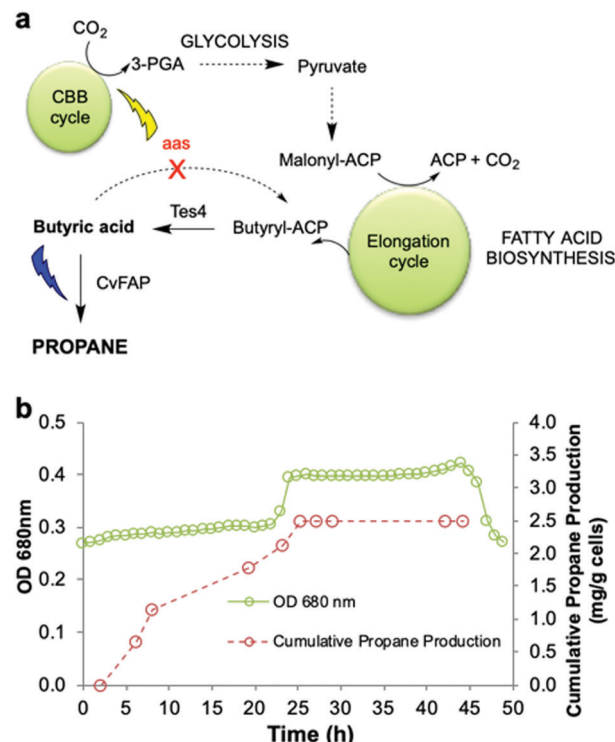 a
CO2
3-PGA
GLYCOLYSIS
Pyruvate
CBB
cycle
aas
X
Malonyl-ACP
ACP + CO2
Butyric acid
Tes4
Butyryl-ACP
Elongation
cycle
FATTY ACID
BIOSYNTHESIS
CvFAP
PROPANE
b
0.5
0.4
0.3
0.2
0.1
0.0
OD 680nm
4.0
3.5
3.0
2.5
2.0
1.5
1.0
0.5
0.0
Cumulative Propane Production
(mg/g cells)
OD 680 nm
Cumulative Propane Production
0 5 10 15 20 25 30 35 40 45 50
Time (h)